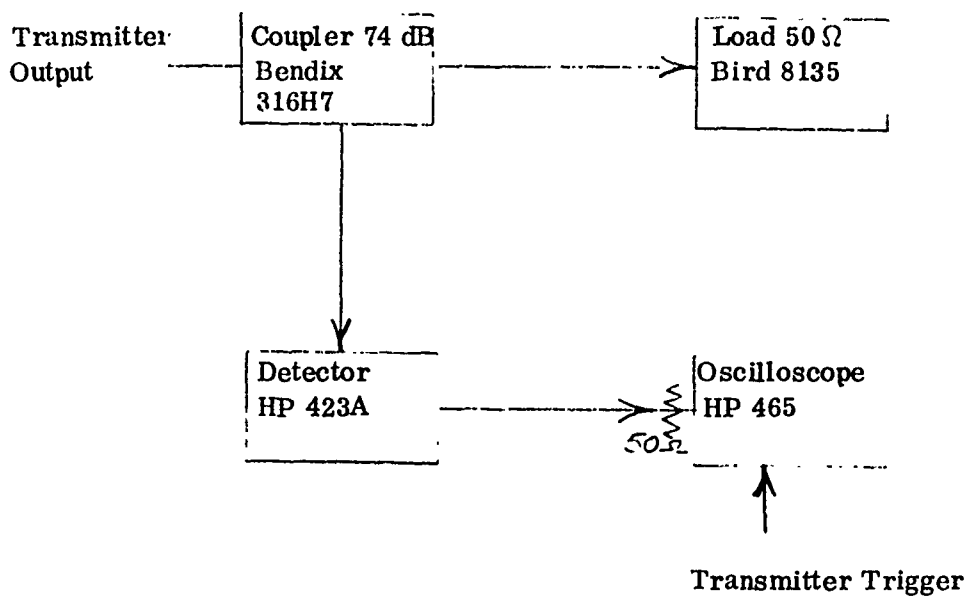 Transmitter
Output
Coupler 74 dB
Bendix
316H7
Load 50 Ω
Bird 8135
Detector
HP 423A
50Ω
Oscilloscope
HP 465
Transmitter Trigger